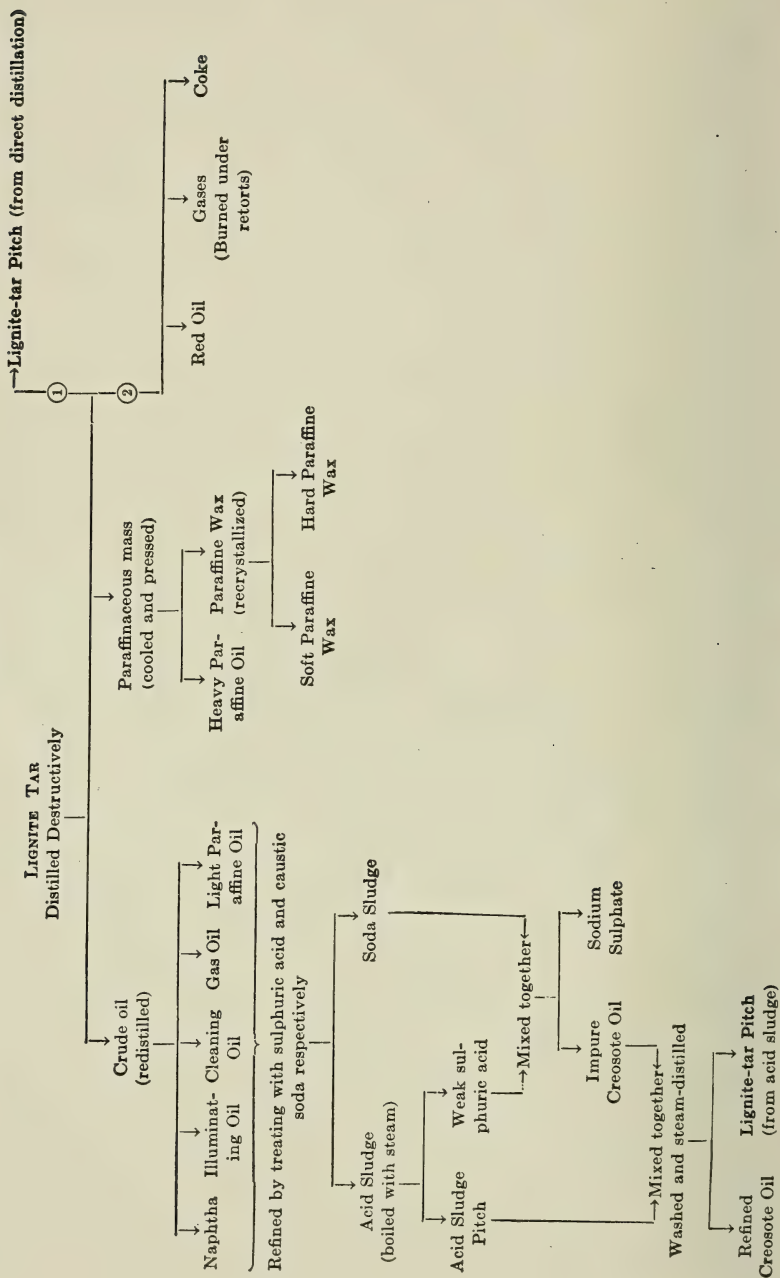 LIGNITE TAR
Distilled Destructively
Crude oil
(redistilled)
Paraffinaceous mass
(cooled and pressed)
①
②
→Lignite-tar Pitch (from direct distillation)
Naphtha
Illuminat-
ing Oil
Cleaning
Oil
Gas Oil
Light Par-
affine Oil
Heavy Par-
affine Oil
Paraffine Wax
(recrystallized)
Red Oil
Gases
(Burned under
retorts)
Coke
Refined by treating with sulphuric acid and caustic
soda respectively
Soft Paraffine
Wax
Hard Paraffine
Wax
Acid Sludge
(boiled with steam)
Soda Sludge
Acid Sludge
Pitch
Weak sul-
phuric acid
→Mixed together←
Impure
Creosote Oil
Sodium
Sulphate
→Mixed together←
Washed and steam-distilled
Refined
Creosote Oil
Lignite-tar Pitch
(from acid sludge)